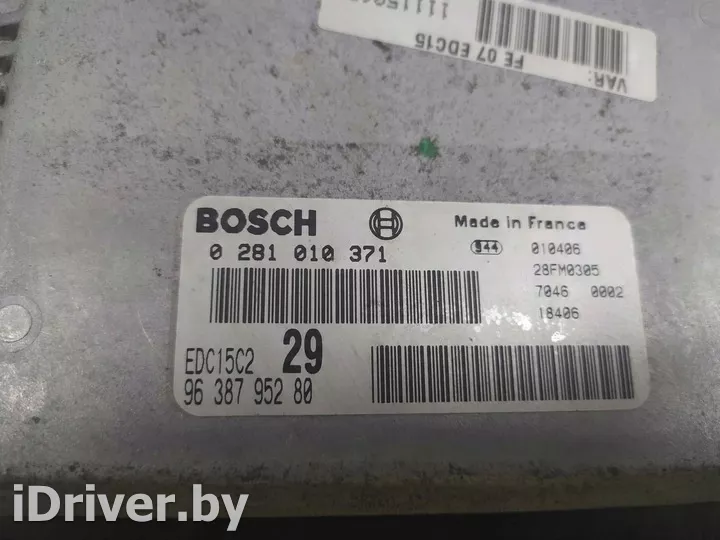 VAR:
FE 07 EDC15
BOSCH
Made in France
0 281 010 371
944
010406
28FM0305
7046 0002
18406
EDC15C2 29
96 387 952 80
iDriver.by